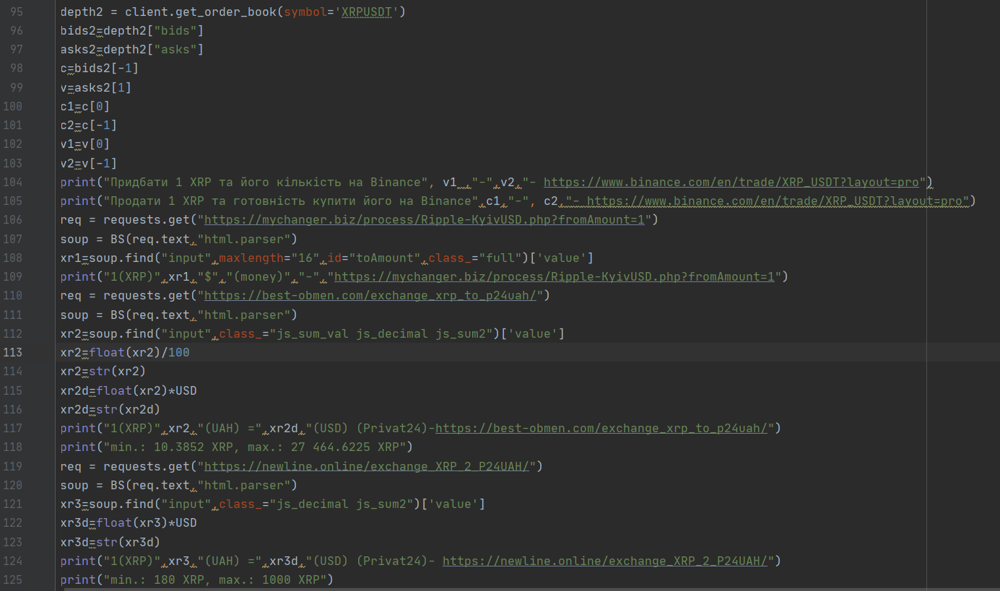 95 depth2 = client.get_order_book(symbol='XRPUSDT')
96 bids2=depth2["bids"]
97 asks2=depth2["asks"]
98 c=bids2[-1]
99 v=asks2[1]
100 c1=c[0]
101 c2=c[-1]
102 v1=v[0]
103 v2=v[-1]
104 print("Придбати 1 XRP та його кількість на Binance", v1 ,"-",v2,"- https://www.binance.com/en/trade/XRP_USDT?layout=pro")
105 print("Продати 1 XRP та готовність купити його на Binance",c1,"-", c2,"- https://www.binance.com/en/trade/XRP_USDT?layout=pro")
106 req = requests.get("https://mychanger.biz/process/Ripple-KyivUSD.php?fromAmount=1")
107 soup = BS(req.text,"html.parser")
108 xr1=soup.find("input",maxlength="16",id="toAmount",class_="full")['value']
109 print("1(XRP)",xr1,"$","(money)","-","https://mychanger.biz/process/Ripple-KyivUSD.php?fromAmount=1")
110 req = requests.get("https://best-obmen.com/exchange_xrp_to_p24uah/")
111 soup = BS(req.text,"html.parser")
112 xr2=soup.find("input",class_="js_sum_val js_decimal js_sum2")['value']
113 xr2=float(xr2)/100
114 xr2=str(xr2)
115 xr2d=float(xr2)*USD
116 xr2d=str(xr2d)
117 print("1(XRP)",xr2,"(UAH) =",xr2d,"(USD) (Privat24)-https://best-obmen.com/exchange_xrp_to_p24uah/")
118 print("min.: 10.3852 XRP, max.: 27 464.6225 XRP")
119 req = requests.get("https://newline.online/exchange_XRP_2_P24UAH/")
120 soup = BS(req.text,"html.parser")
121 xr3=soup.find("input",class_="js_decimal js_sum2")['value']
122 xr3d=float(xr3)*USD
123 xr3d=str(xr3d)
124 print("1(XRP)",xr3,"(UAH) =",xr3d,"(USD) (Privat24)- https://newline.online/exchange_XRP_2_P24UAH/")
125 print("min.: 180 XRP, max.: 1000 XRP")